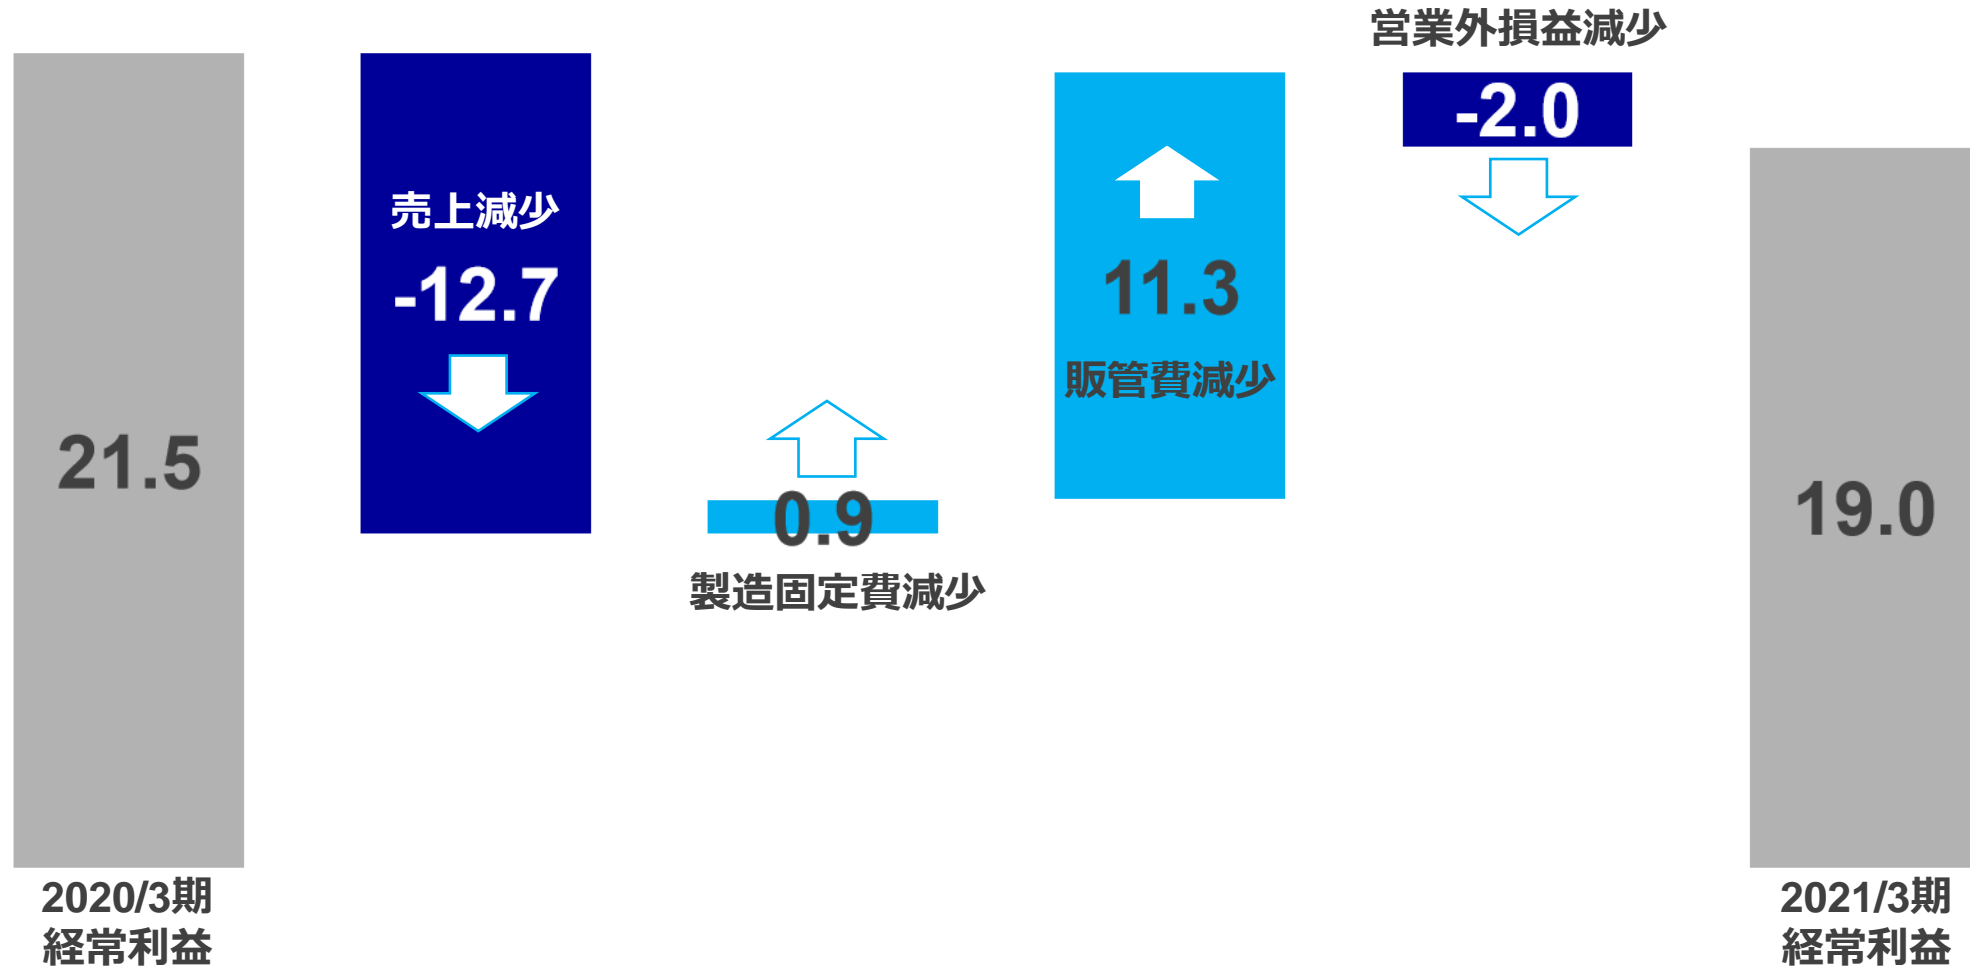 21.5
2020/3期
経常利益
売上減少
-12.7
0.9
製造固定費減少
11.3
販管費減少
営業外損益減少
-2.0
19.0
2021/3期
経常利益